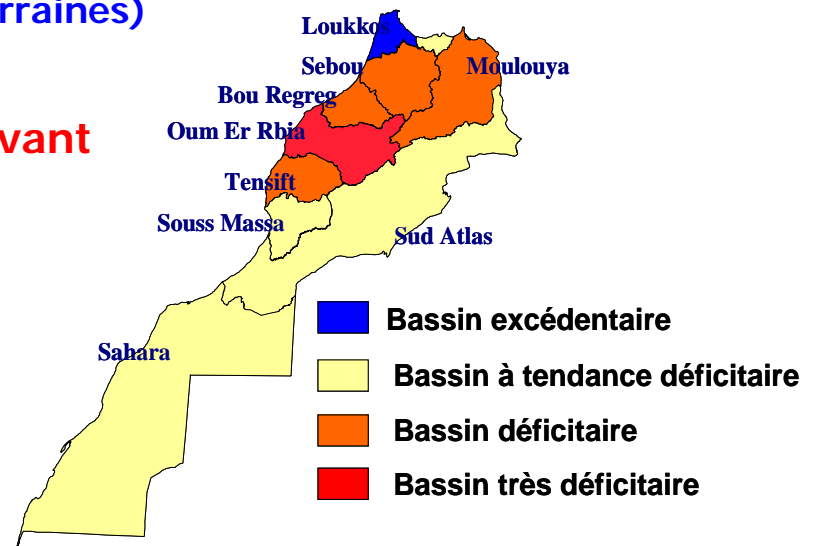 rraines)
vant
Loukkos
Sebou
Moulouya
Bou Regreg
Oum Er Rbia
Tensift
Souss Massa
Sud Atlas
Sahara
Bassin excédentaire
Bassin à tendance déficitaire
Bassin déficitaire
Bassin très déficitaire